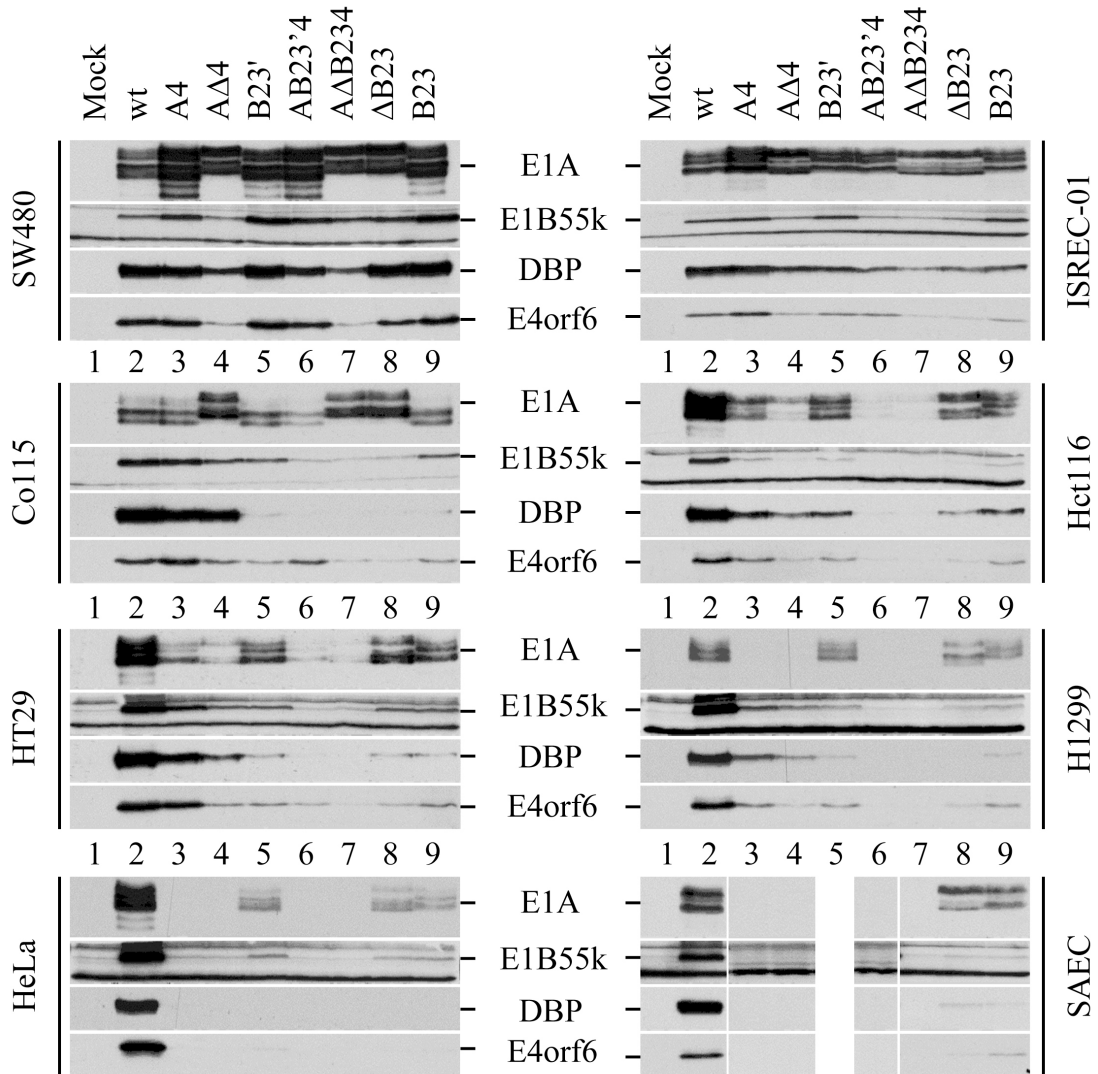 Mock wt A4 AΔ4 B23' AB23'4 AΔB234 ΔB23 B23
Mock wt A4 AΔ4 B23' AB23'4 AΔB234 ΔB23 B23
SW480
E1A
E1B55k
DBP
E4orf6
ISREC-01
1 2 3 4 5 6 7 8 9
1 2 3 4 5 6 7 8 9
Co115
E1A
E1B55k
DBP
E4orf6
Hct116
1 2 3 4 5 6 7 8 9
1 2 3 4 5 6 7 8 9
HT29
E1A
E1B55k
DBP
E4orf6
H1299
1 2 3 4 5 6 7 8 9
1 2 3 4 5 6 7 8 9
HeLa
E1A
E1B55k
DBP
E4orf6
SAEC